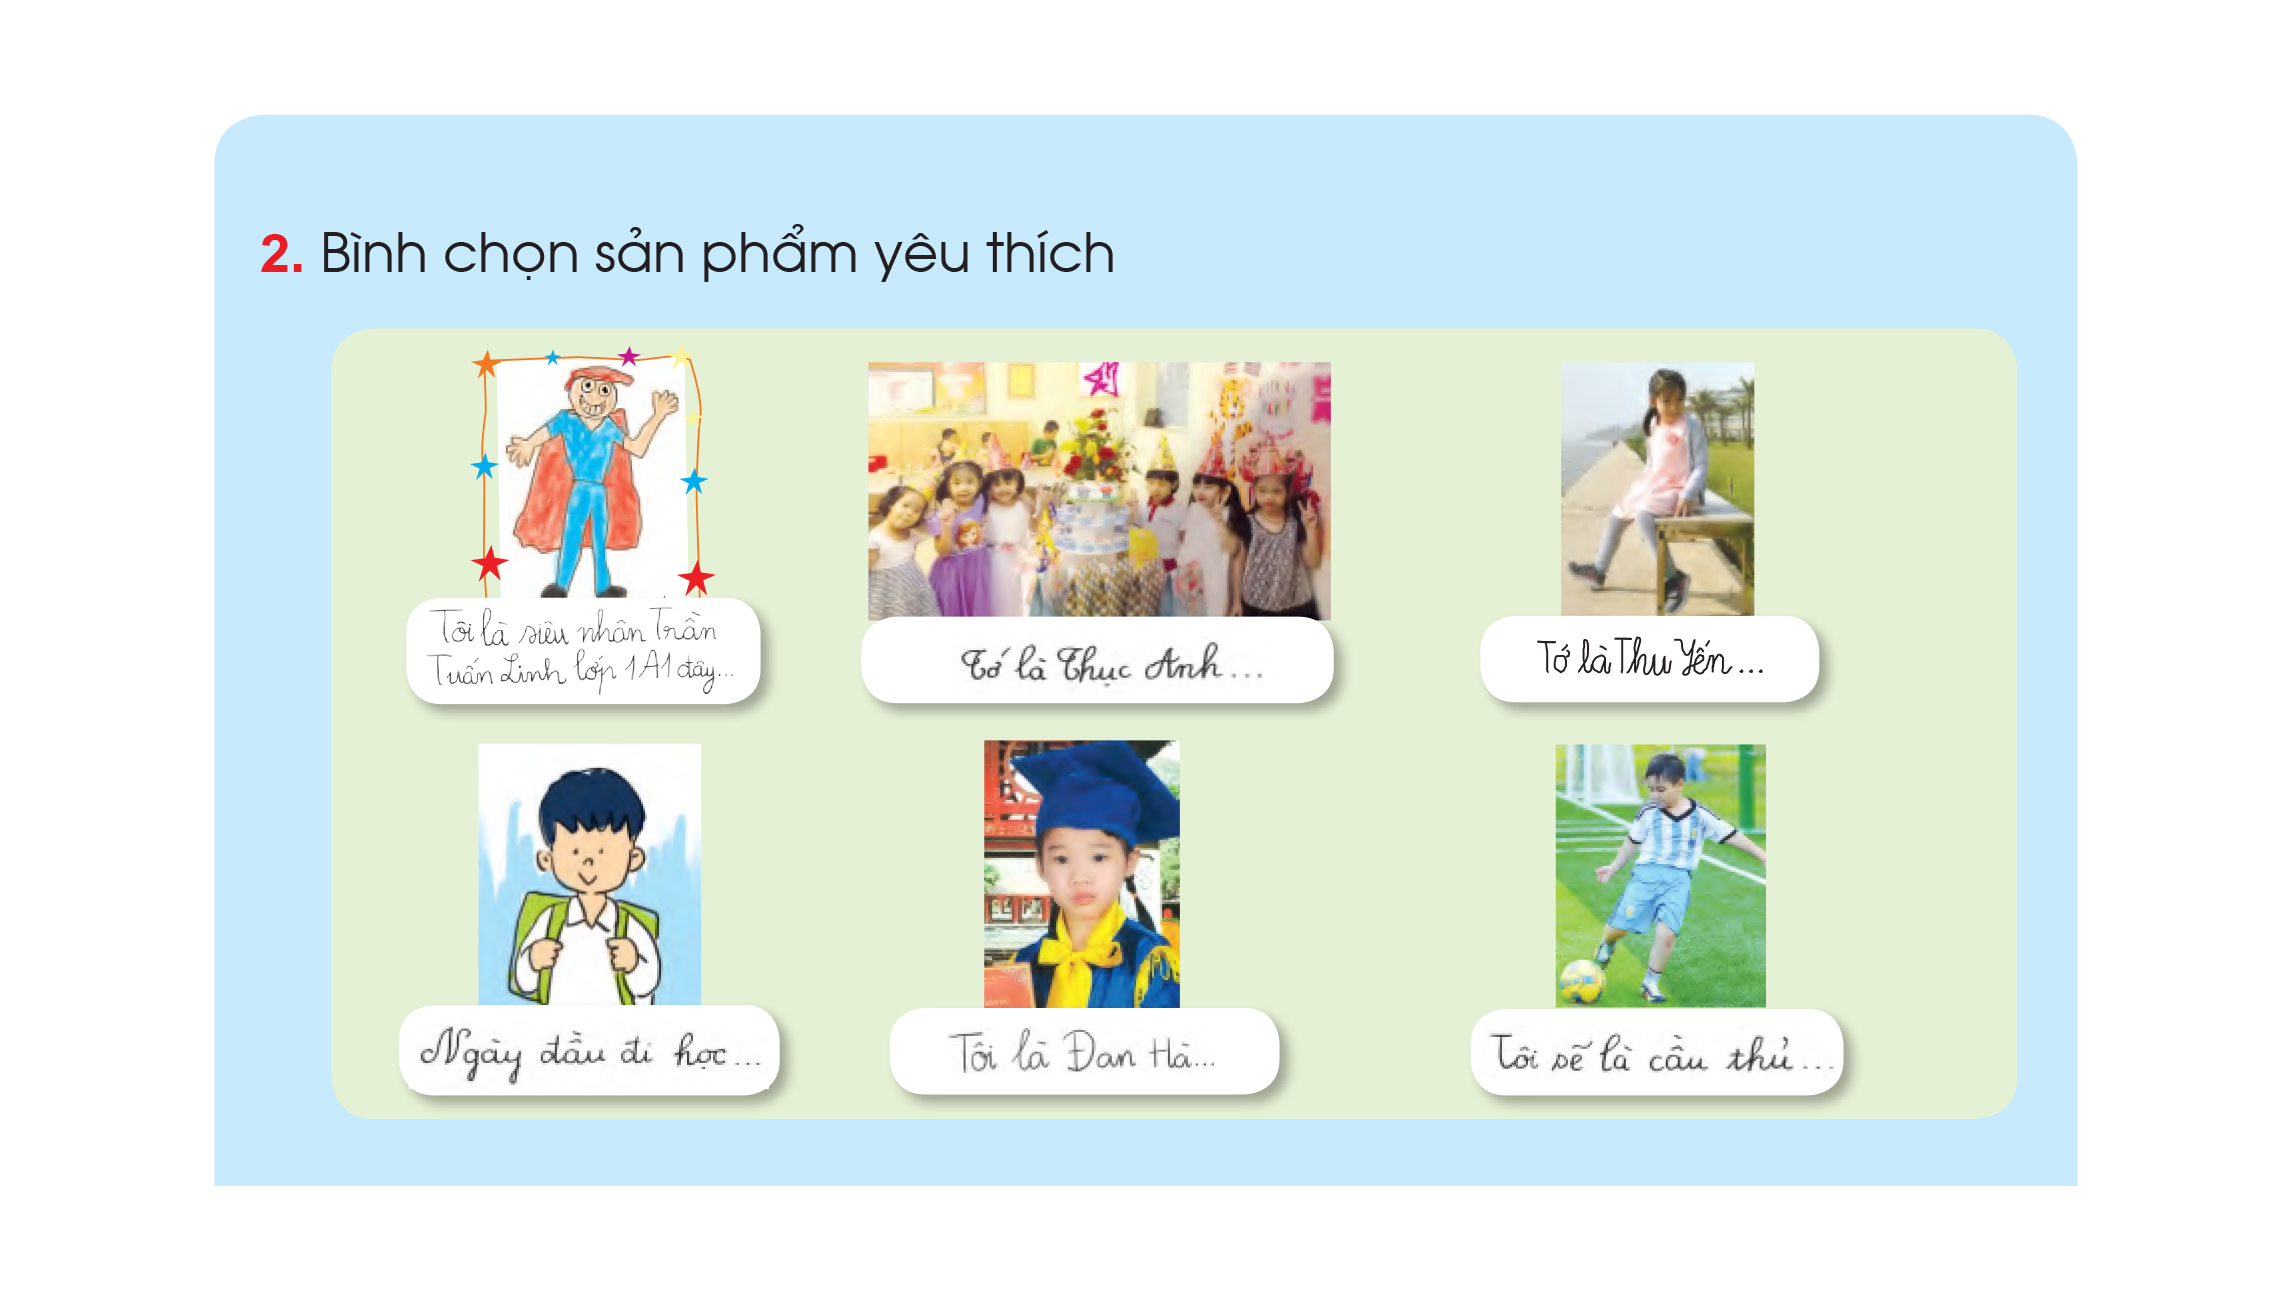 2. Bình chọn sản phẩm yêu thích
Tôi là siêu nhân Trần
Tuấn Linh lớp 1A1 đây...
Tớ là Thục Anh...
Tớ là Thu Yến...
Ngày đầu đi học...
Tôi là Đan Hà...
Tôi sẽ là cầu thủ...